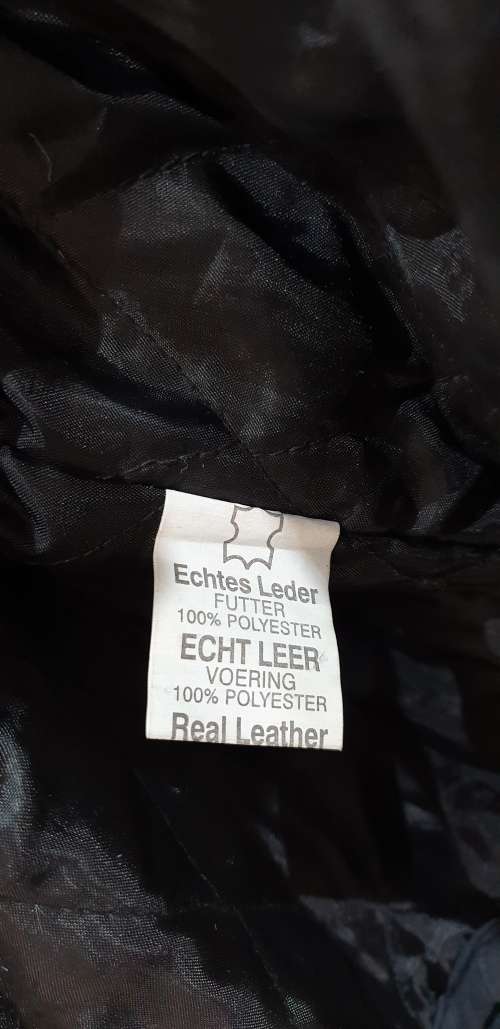 Echtes Leder
FUTTER
100% POLYESTER
ECHT LEER
VOERING
100% POLYESTER
Real Leather